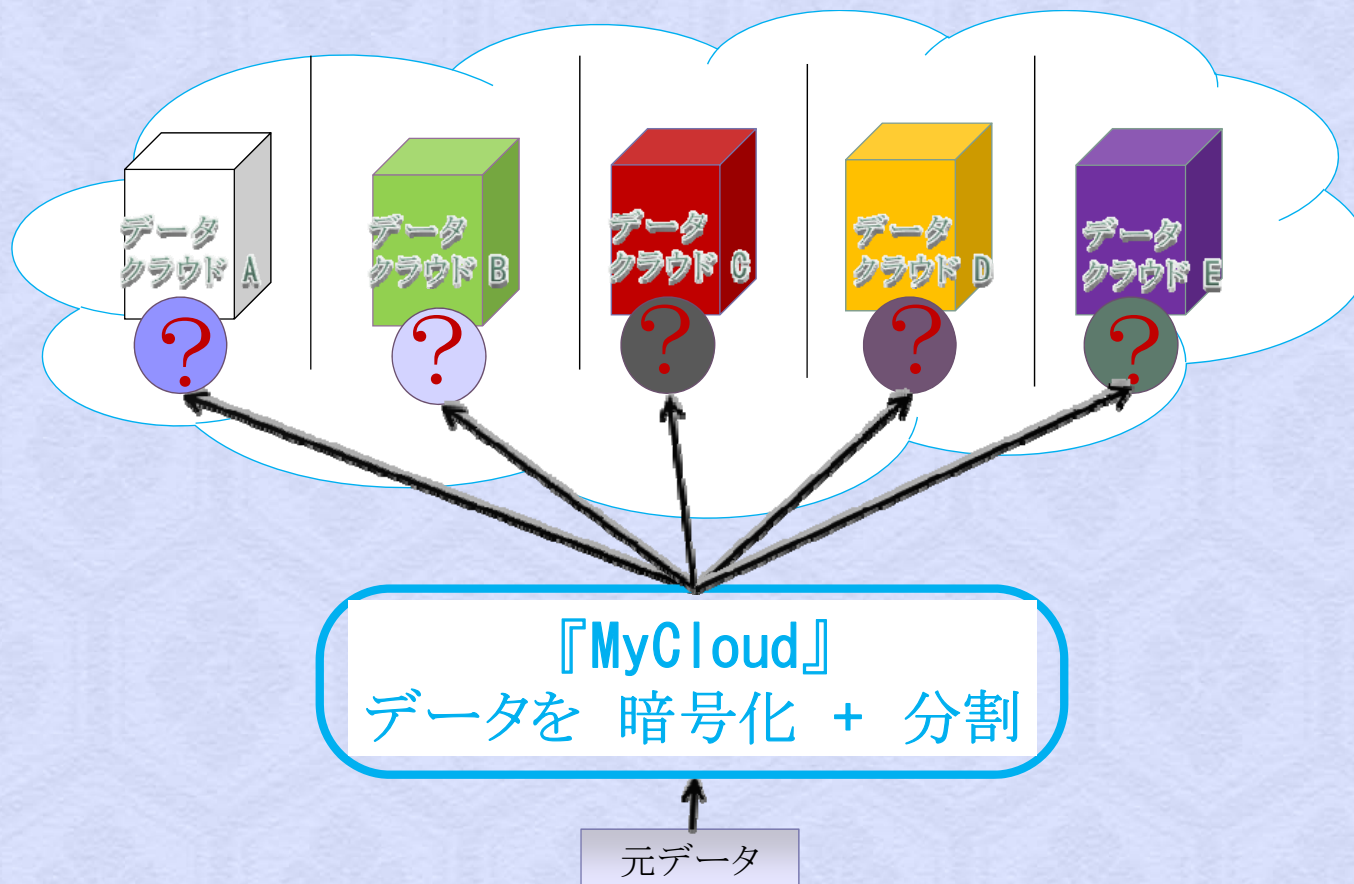 データ
クラウド A
データ
クラウド B
データ
クラウド C
データ
クラウド D
データ
クラウド E
?
?
?
?
?
『MyCloud』
データを 暗号化 + 分割
元データ